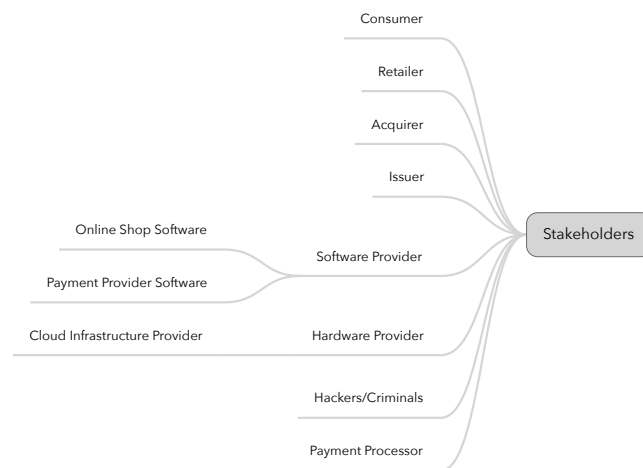 Consumer
Retailer
Acquirer
Issuer
Stakeholders
Online Shop Software
Software Provider
Payment Provider Software
Cloud Infrastructure Provider
Hardware Provider
Hackers/Criminals
Payment Processor